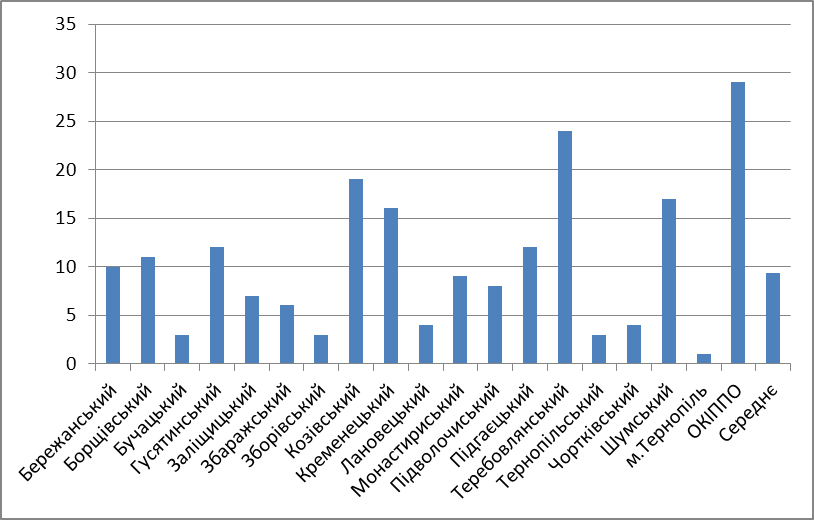 35
30
25
20
15
10
5
0
Бережанський
Борщівський
Бучацький
Гусятинський
Заліщицький
Збаражський
Зборівський
Козівський
Кременецький
Лановецький
Монастириський
Підволочиський
Підгаєцький
Теребовлянський
Тернопільський
Чортківський
Шумський
м.Тернопіль
ОКІППО
Середнє